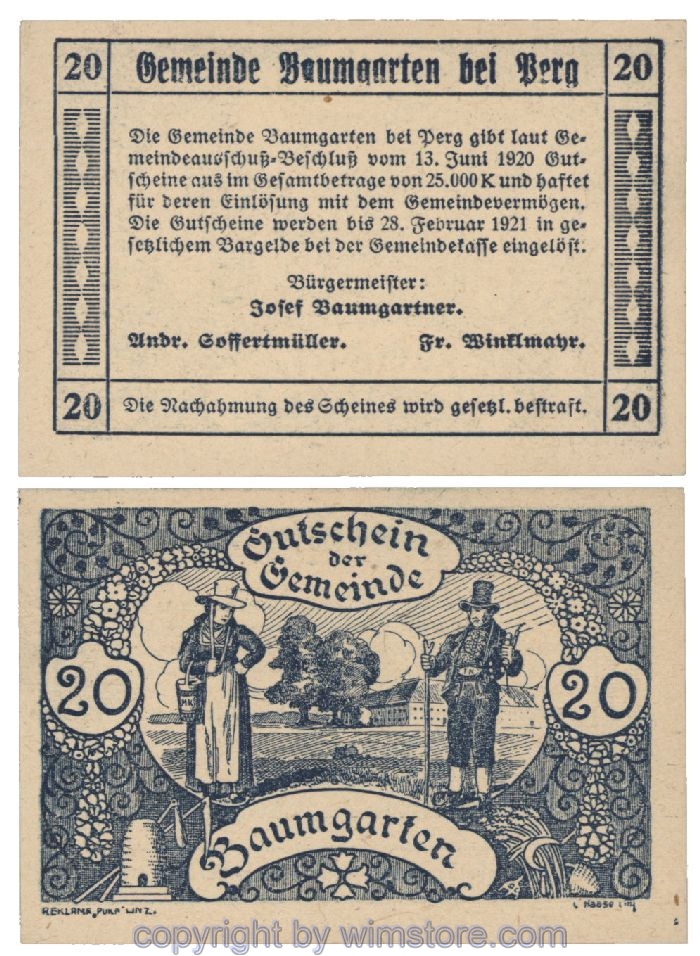 20 Gemeinde Baumgarten bei Perg 20
Die Gemeinde Baumgarten bei Perg gibt laut Ge-
meindeausschuß-Beschluß vom 13. Juni 1920 Gut-
scheine aus im Gesamtbetrage von 25.000 K und haftet
für deren Einlösung mit dem Gemeindevermögen.
Die Gutscheine werden bis 28. Februar 1921 in ge-
setzlichem Bargelde bei der Gemeindekasse eingelöst.
Bürgermeister:
Josef Baumgartner.
Andr. Soffertmüller. Fr. Winklmayr.
20 Die Nachahmung des Scheines wird gesetzl. bestraft. 20
Gutschein
der
Gemeinde
20 20
MK
Baumgarten
REKLAME „PUKA" LINZ.
copyright by wimstore.com